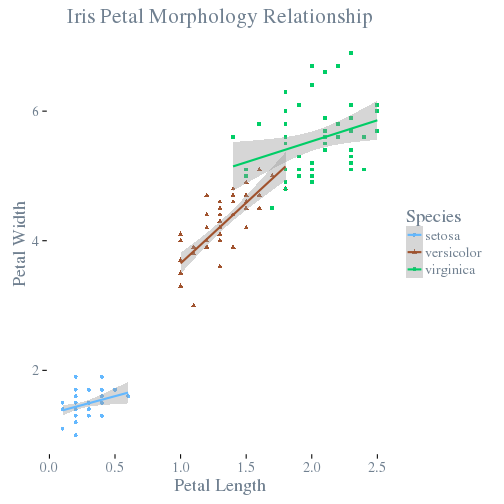 Iris Petal Morphology Relationship
Petal Width
6
4
2
0.0 0.5 1.0 1.5 2.0 2.5
Petal Length
Species
setosa
versicolor
virginica